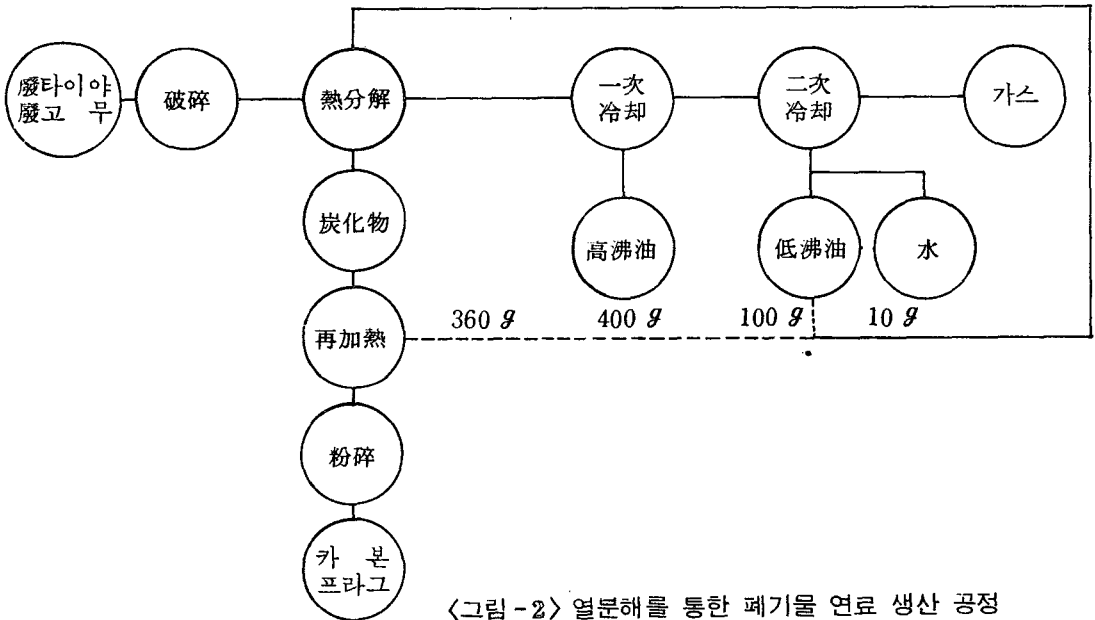 廢타이야
廢고 무
破碎
熱分解
一次
冷却
二次
冷却
가스
炭化物
高沸油
低沸油
水
再加熱
360 g
400 g
100 g
10 g
粉碎
카 본
프라그
〈그림-2〉 열분해를 통한 폐기물 연료 생산 공정